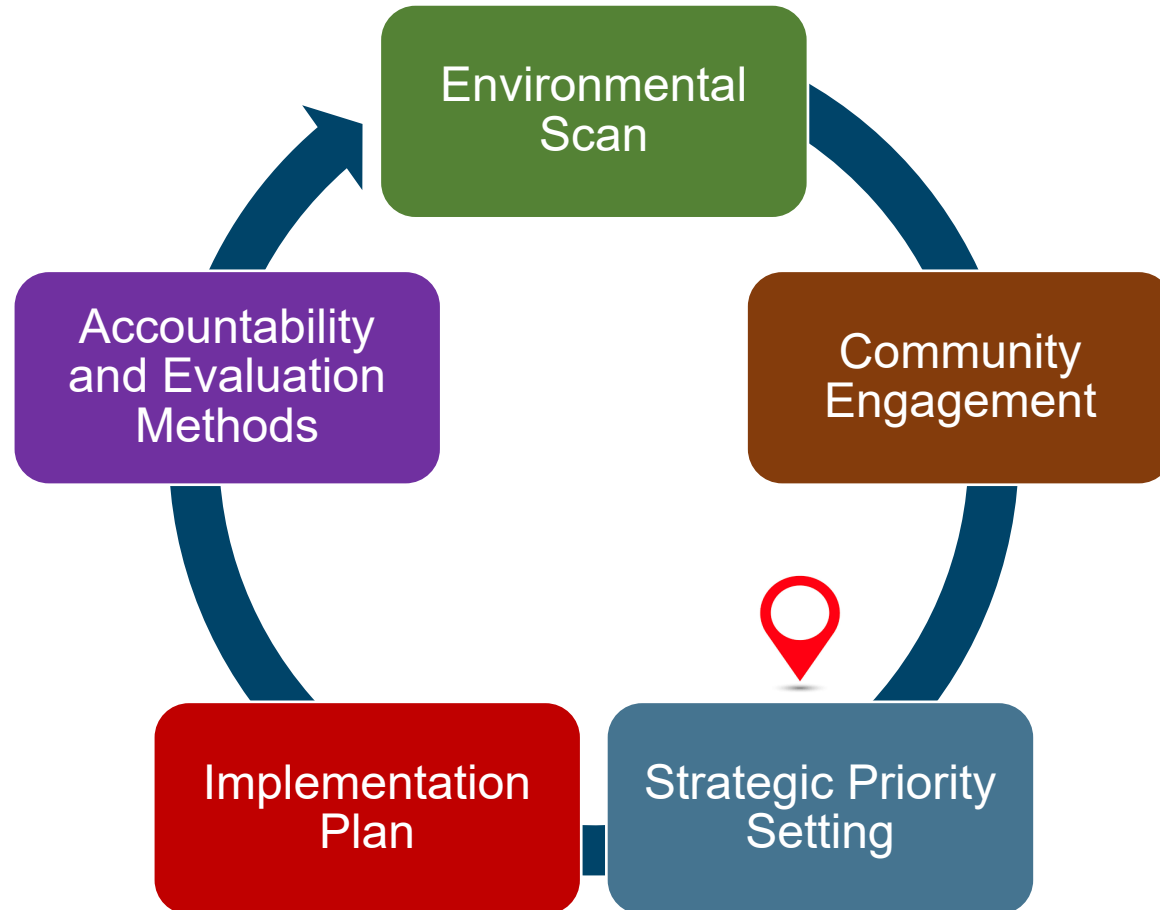 Environmental
Scan
Community
Engagement
Strategic Priority
Setting
Implementation
Plan
Accountability
and Evaluation
Methods